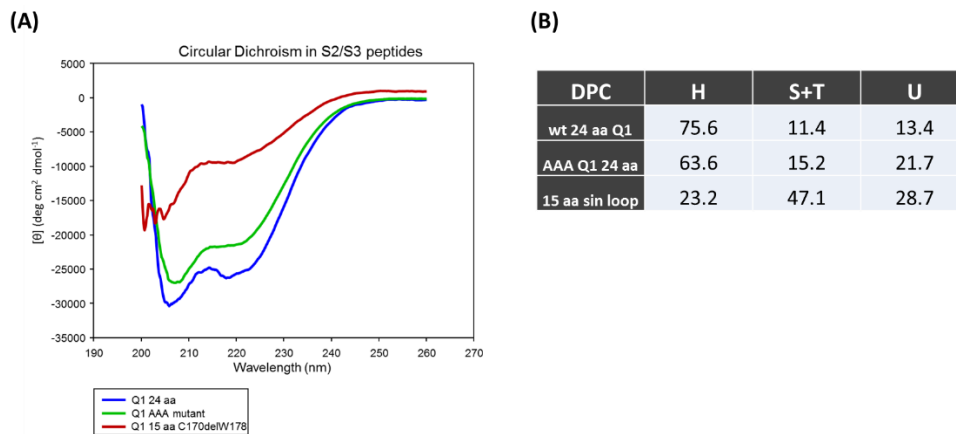 (A)
Circular Dichroism in S2/S3 peptides
5000
0
-5000
-10000
-15000
-20000
-25000
-30000
-35000
[θ] (deg cm² dmol⁻¹)
190 200 210 220 230 240 250 260 270
Wavelength (nm)
Q1 24 aa
Q1 AAA mutant
Q1 15 aa C170delW178
(B)
DPC H S+T U
wt 24 aa Q1 75.6 11.4 13.4
AAA Q1 24 aa 63.6 15.2 21.7
15 aa sin loop 23.2 47.1 28.7